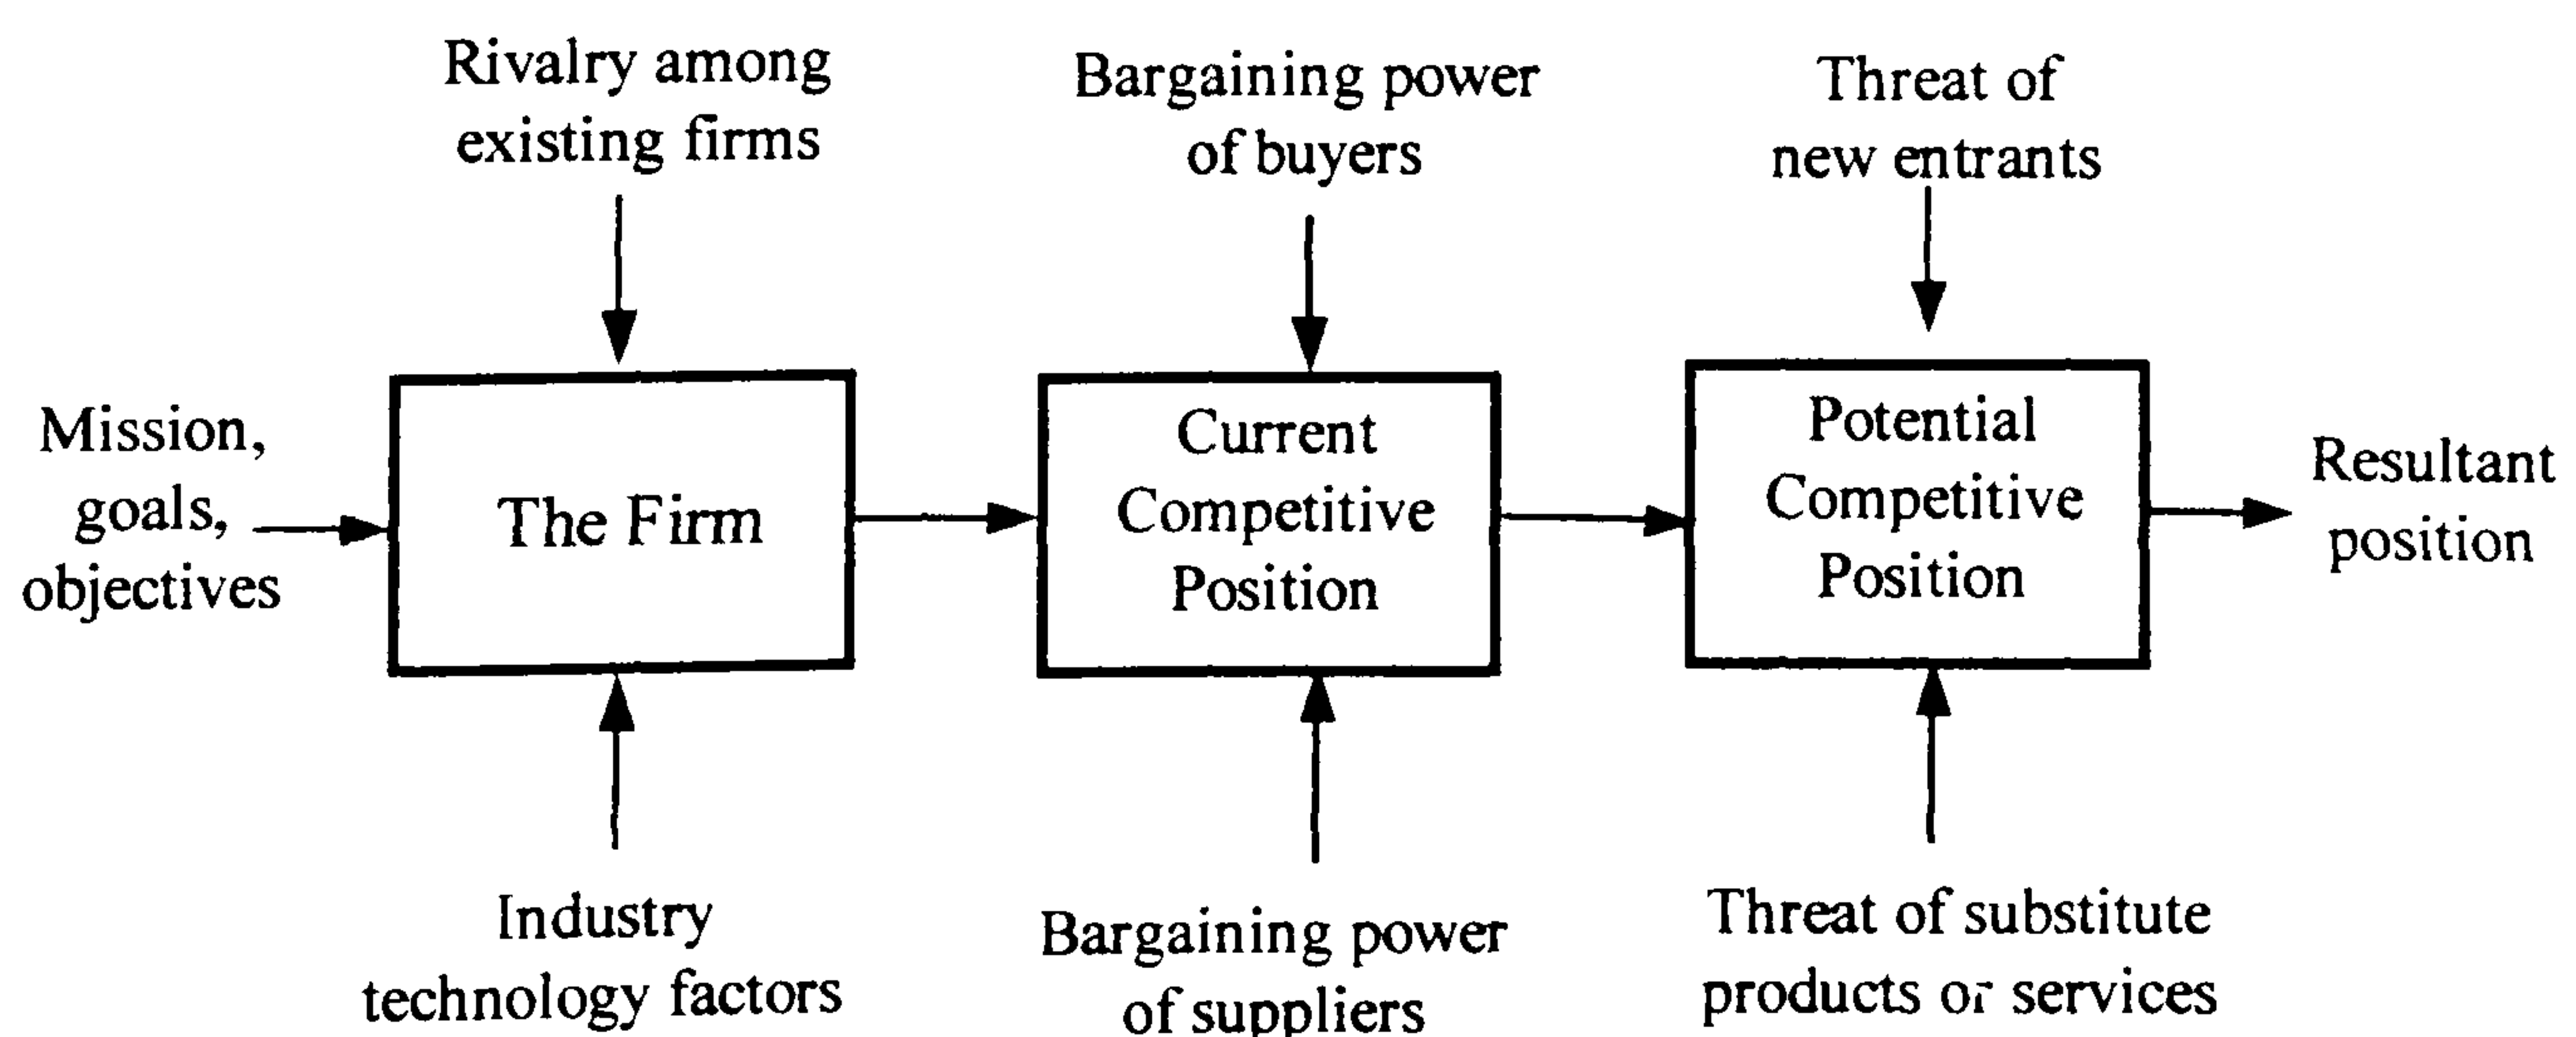 Rivalry among
existing firms
Bargaining power
of buyers
Threat of
new entrants
Mission,
goals,
objectives
The Firm
Current
Competitive
Position
Potential
Competitive
Position
Resultant
position
Industry
technology factors
Bargaining power
of suppliers
Threat of substitute
products or services